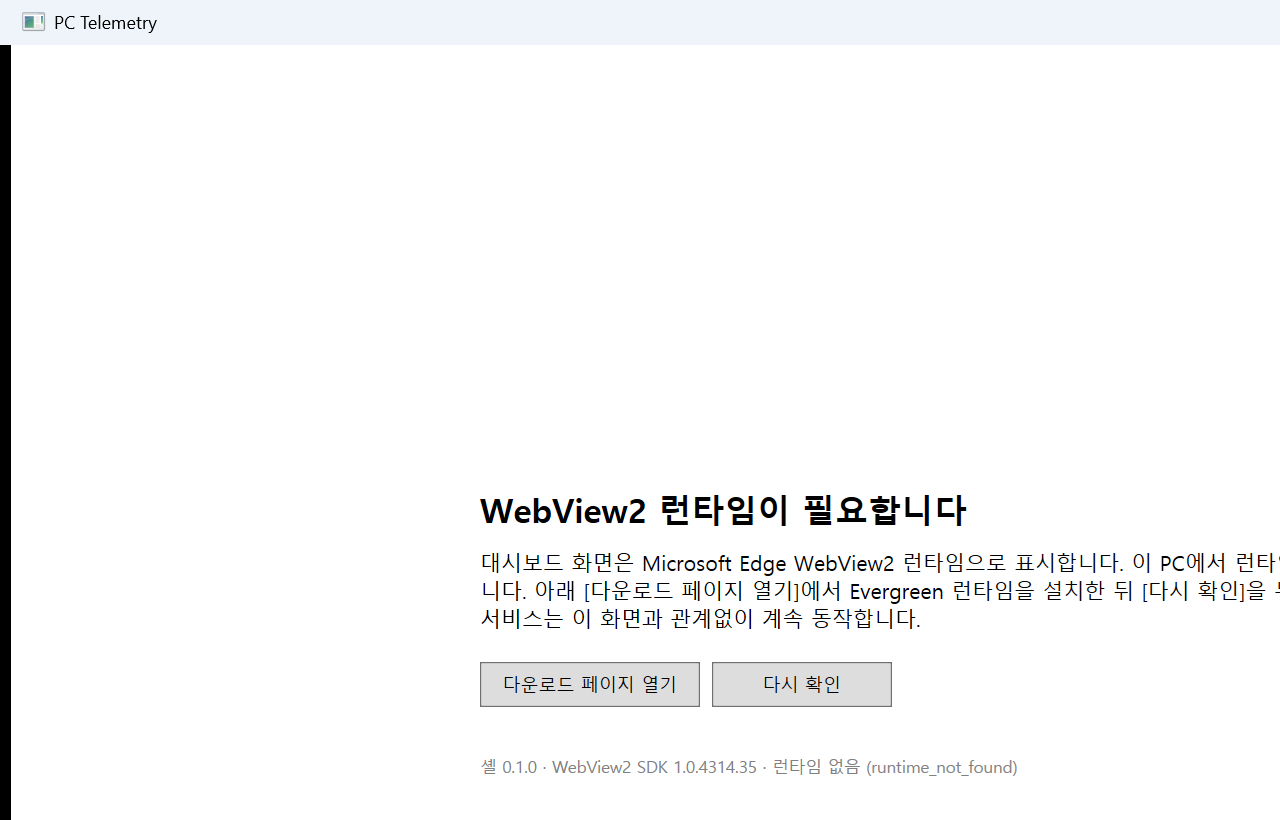 PC Telemetry
WebView2 런타임이 필요합니다
대시보드 화면은 Microsoft Edge WebView2 런타임으로 표시합니다. 이 PC에서
니다. 아래 [다운로드 페이지 열기]에서 Evergreen 런타임을 설치한 뒤 [다시 확인]을
서비스는 이 화면과 관계없이 계속 동작합니다.
다운로드 페이지 열기
다시 확인
셸 0.1.0 · WebView2 SDK 1.0.4314.35 · 런타임 없음 (runtime_not_found)